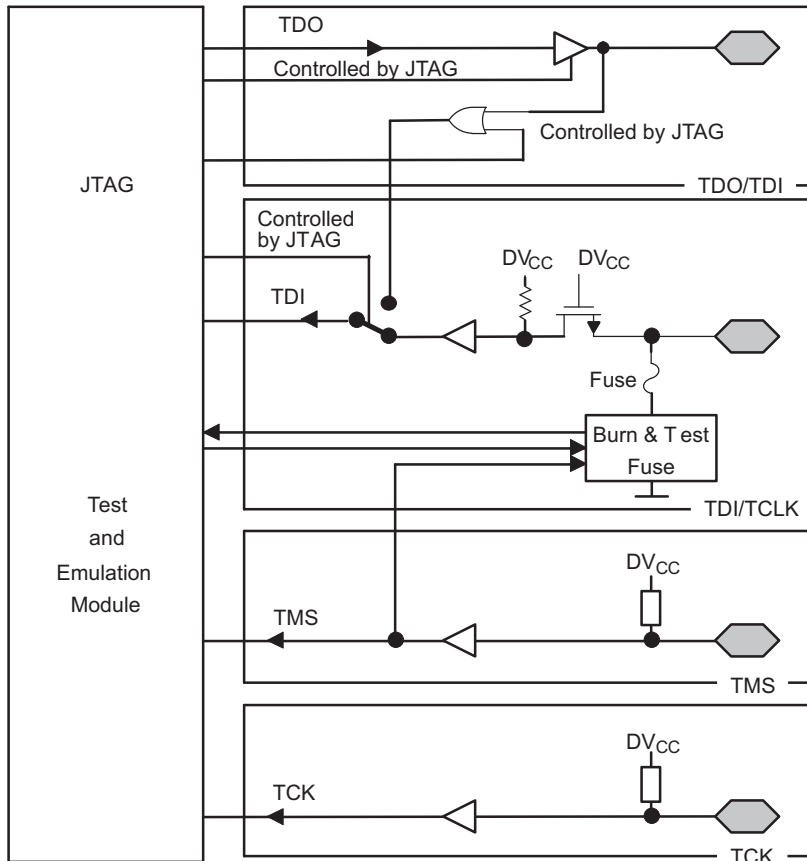 TDO
Controlled by JTAG
Controlled by JTAG
TDO/TDI
JTAG
Controlled
by JTAG
TDI
DVCC
DVCC
Fuse
Burn & T est
Fuse
TDI/TCLK
Test
and
Emulation
Module
DVCC
TMS
TMS
DVCC
TCK
TCK